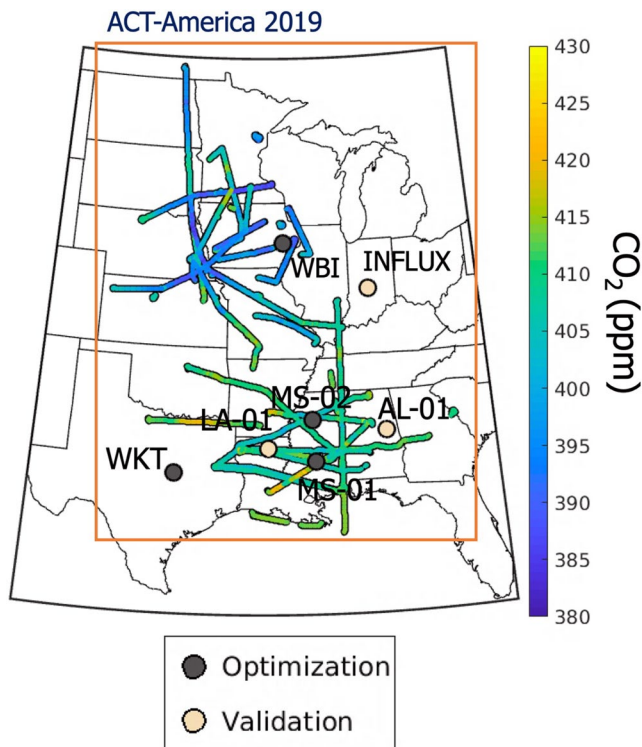 ACT-America 2019
430
425
420
415
410
405
400
395
390
385
380
CO₂ (ppm)
WBI
INFLUX
MS-02
LA-01
AL-01
WKT
MS-01
Optimization
Validation